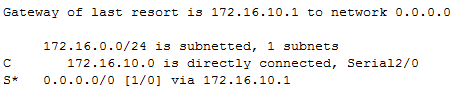 Gateway of last resort is 172.16.10.1 to network 0.0.0.0
172.16.0.0/24 is subnetted, 1 subnets
C 172.16.10.0 is directly connected, Serial2/0
S* 0.0.0.0/0 [1/0] via 172.16.10.1